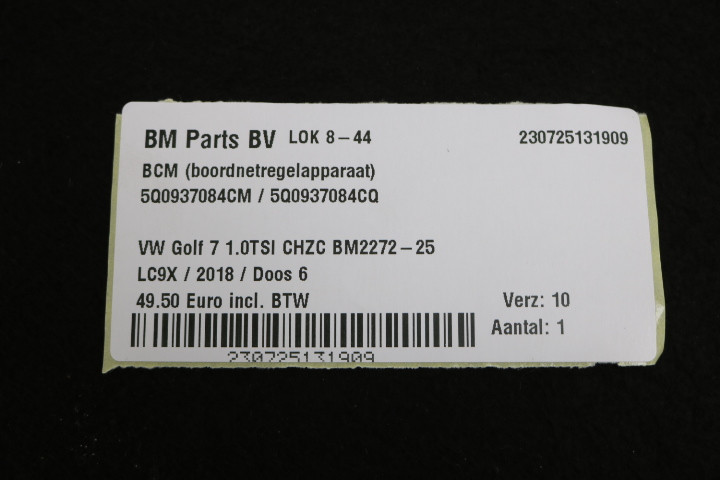 BM Parts BV LOK 8-44 230725131909
BCM (boordnetregelapparaat)
5Q0937084CM / 5Q0937084CQ
VW Golf 7 1.0TSI CHZC BM2272-25
LC9X / 2018 / Doos 6
49.50 Euro incl. BTW Verz: 10
Aantal: 1
230725131909